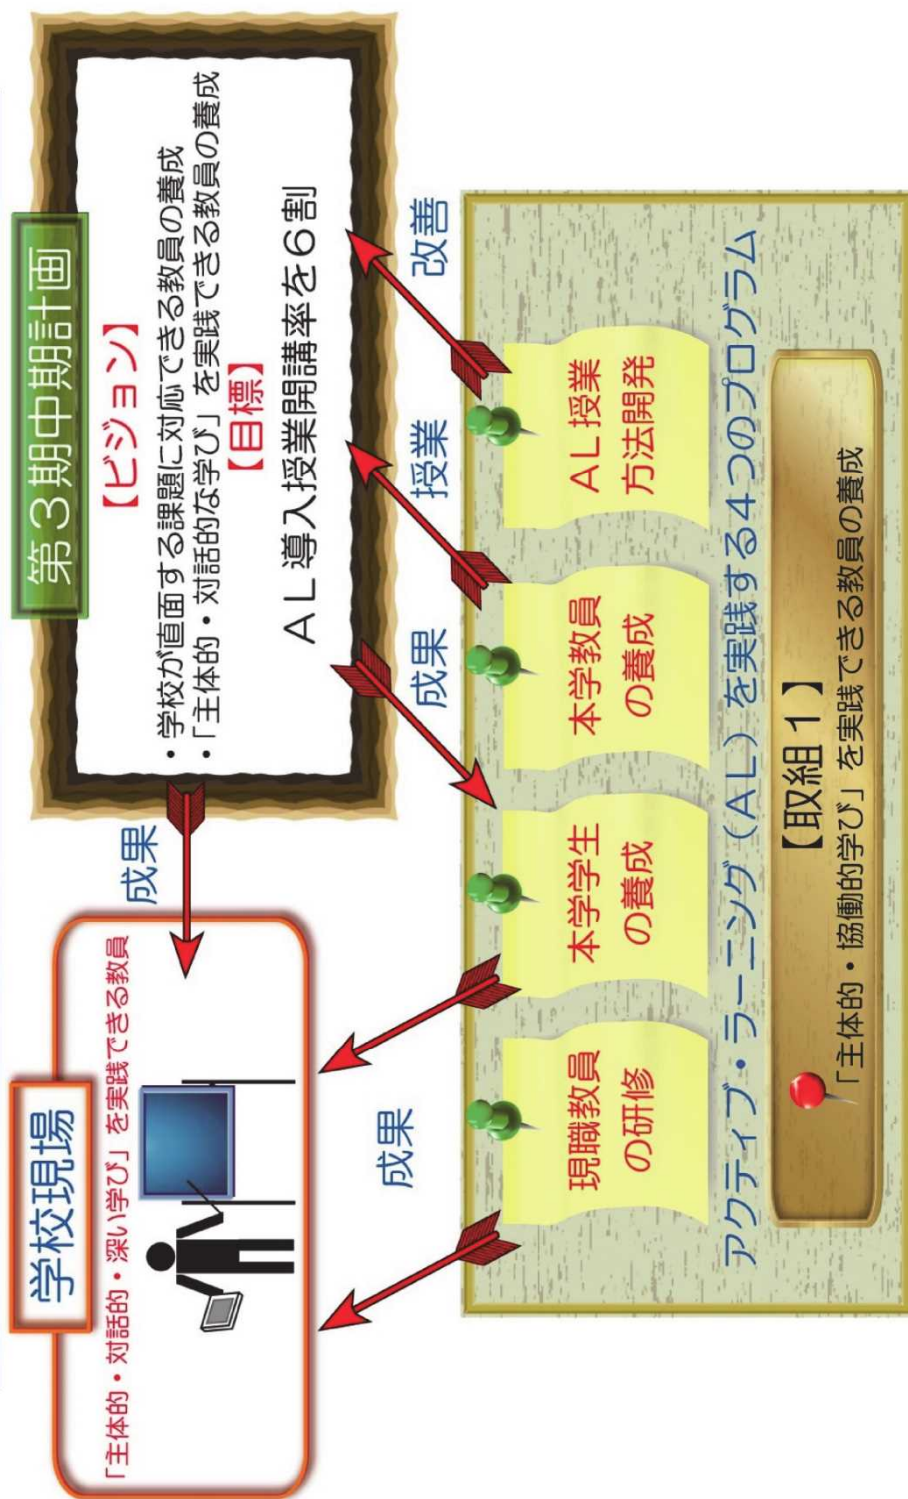 学校現場
「主体的・対話的・深い学び」を実践できる教員
成果
第3期中期計画
【ビジョン】
・学校が直面する課題に対応できる教員の養成
・「主体的・対話的な学び」を実践できる教員の養成
【目標】
AL導入授業開講率を6割
成果
成果
授業
改善
現職教員
の研修
本学学生
の養成
本学教員
の養成
AL授業
方法開発
アクティブ・ラーニング（AL）を実践する4つのプログラム
【取組1】
「主体的・協働的学び」を実践できる教員の養成